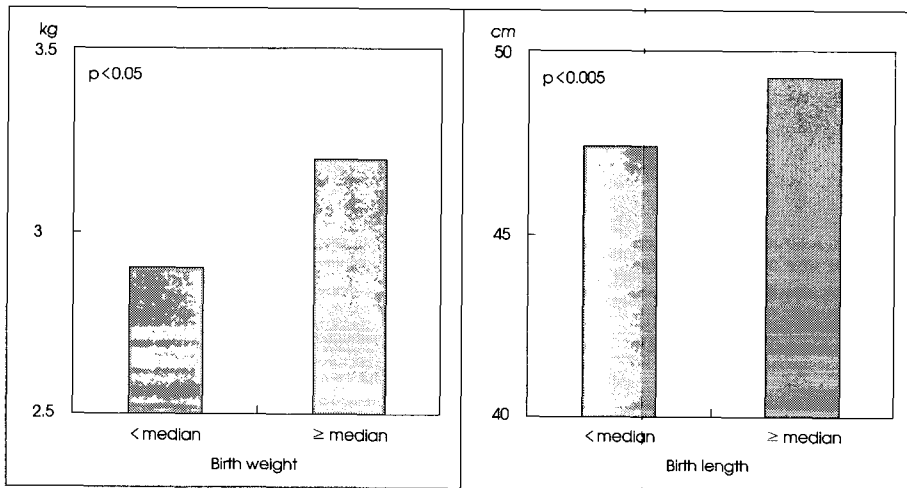 kg
3.5
p<0.05
3
2.5
< median
≥ median
Birth weight
cm
50
p<0.005
45
40
< median
≥ median
Birth length